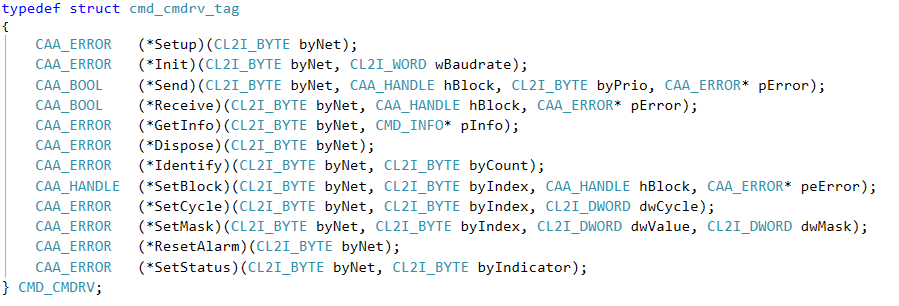 typedef struct cmd_cmdrv_tag
{
    CAA_ERROR   (*Setup)(CL2I_BYTE byNet);
    CAA_ERROR   (*Init)(CL2I_BYTE byNet, CL2I_WORD wBaudrate);
    CAA_BOOL    (*Send)(CL2I_BYTE byNet, CAA_HANDLE hBlock, CL2I_BYTE byPrio, CAA_ERROR* pError);
    CAA_BOOL    (*Receive)(CL2I_BYTE byNet, CAA_HANDLE hBlock, CAA_ERROR* pError);
    CAA_ERROR   (*GetInfo)(CL2I_BYTE byNet, CMD_INFO* pInfo);
    CAA_ERROR   (*Dispose)(CL2I_BYTE byNet);
    CAA_ERROR   (*Identify)(CL2I_BYTE byNet, CL2I_BYTE byCount);
    CAA_HANDLE  (*SetBlock)(CL2I_BYTE byNet, CL2I_BYTE byIndex, CAA_HANDLE hBlock, CAA_ERROR* peError);
    CAA_ERROR   (*SetCycle)(CL2I_BYTE byNet, CL2I_BYTE byIndex, CL2I_DWORD dwCycle);
    CAA_ERROR   (*SetMask)(CL2I_BYTE byNet, CL2I_BYTE byIndex, CL2I_DWORD dwValue, CL2I_DWORD dwMask);
    CAA_ERROR   (*ResetAlarm)(CL2I_BYTE byNet);
    CAA_ERROR   (*SetStatus)(CL2I_BYTE byNet, CL2I_BYTE byIndicator);
} CMD_CMDRV;